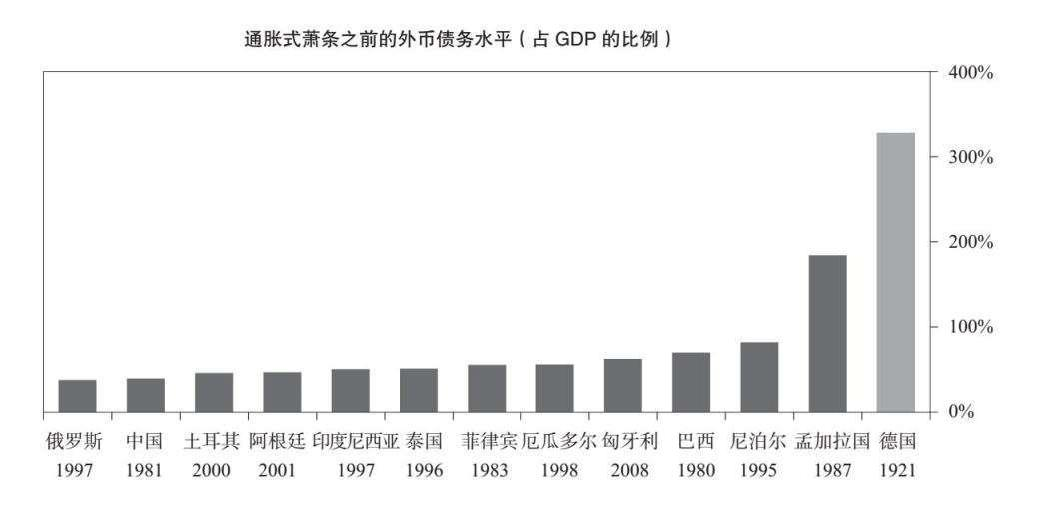 通胀式萧条之前的外币债务水平（占 GDP 的比例）
400%
300%
200%
100%
0%
俄罗斯 中国 土耳其 阿根廷 印度尼西亚 泰国 菲律宾 厄瓜多尔 匈牙利 巴西 尼泊尔 孟加拉国 德国
1997 1981 2000 2001 1997 1996 1983 1998 2008 1980 1995 1987 1921